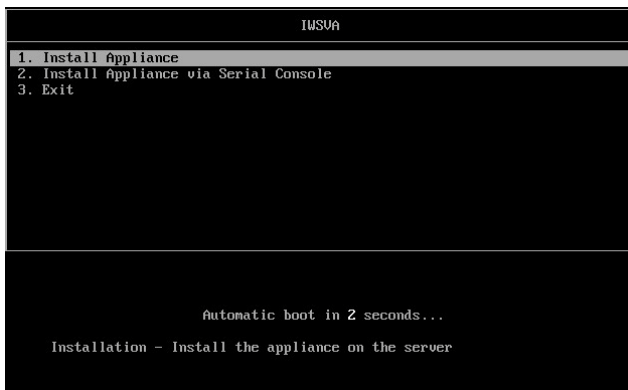 IWSVA
1. Install Appliance
2. Install Appliance via Serial Console
3. Exit
Automatic boot in 2 seconds...
Installation - Install the appliance on the server